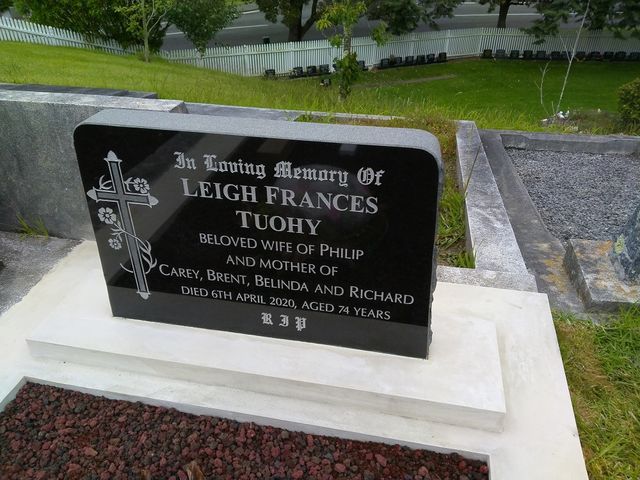 In Loving Memory Of
LEIGH FRANCES
TUOHY
BELOVED WIFE OF PHILIP
AND MOTHER OF
CAREY, BRENT, BELINDA AND RICHARD
DIED 6TH APRIL 2020, AGED 74 YEARS
RIP